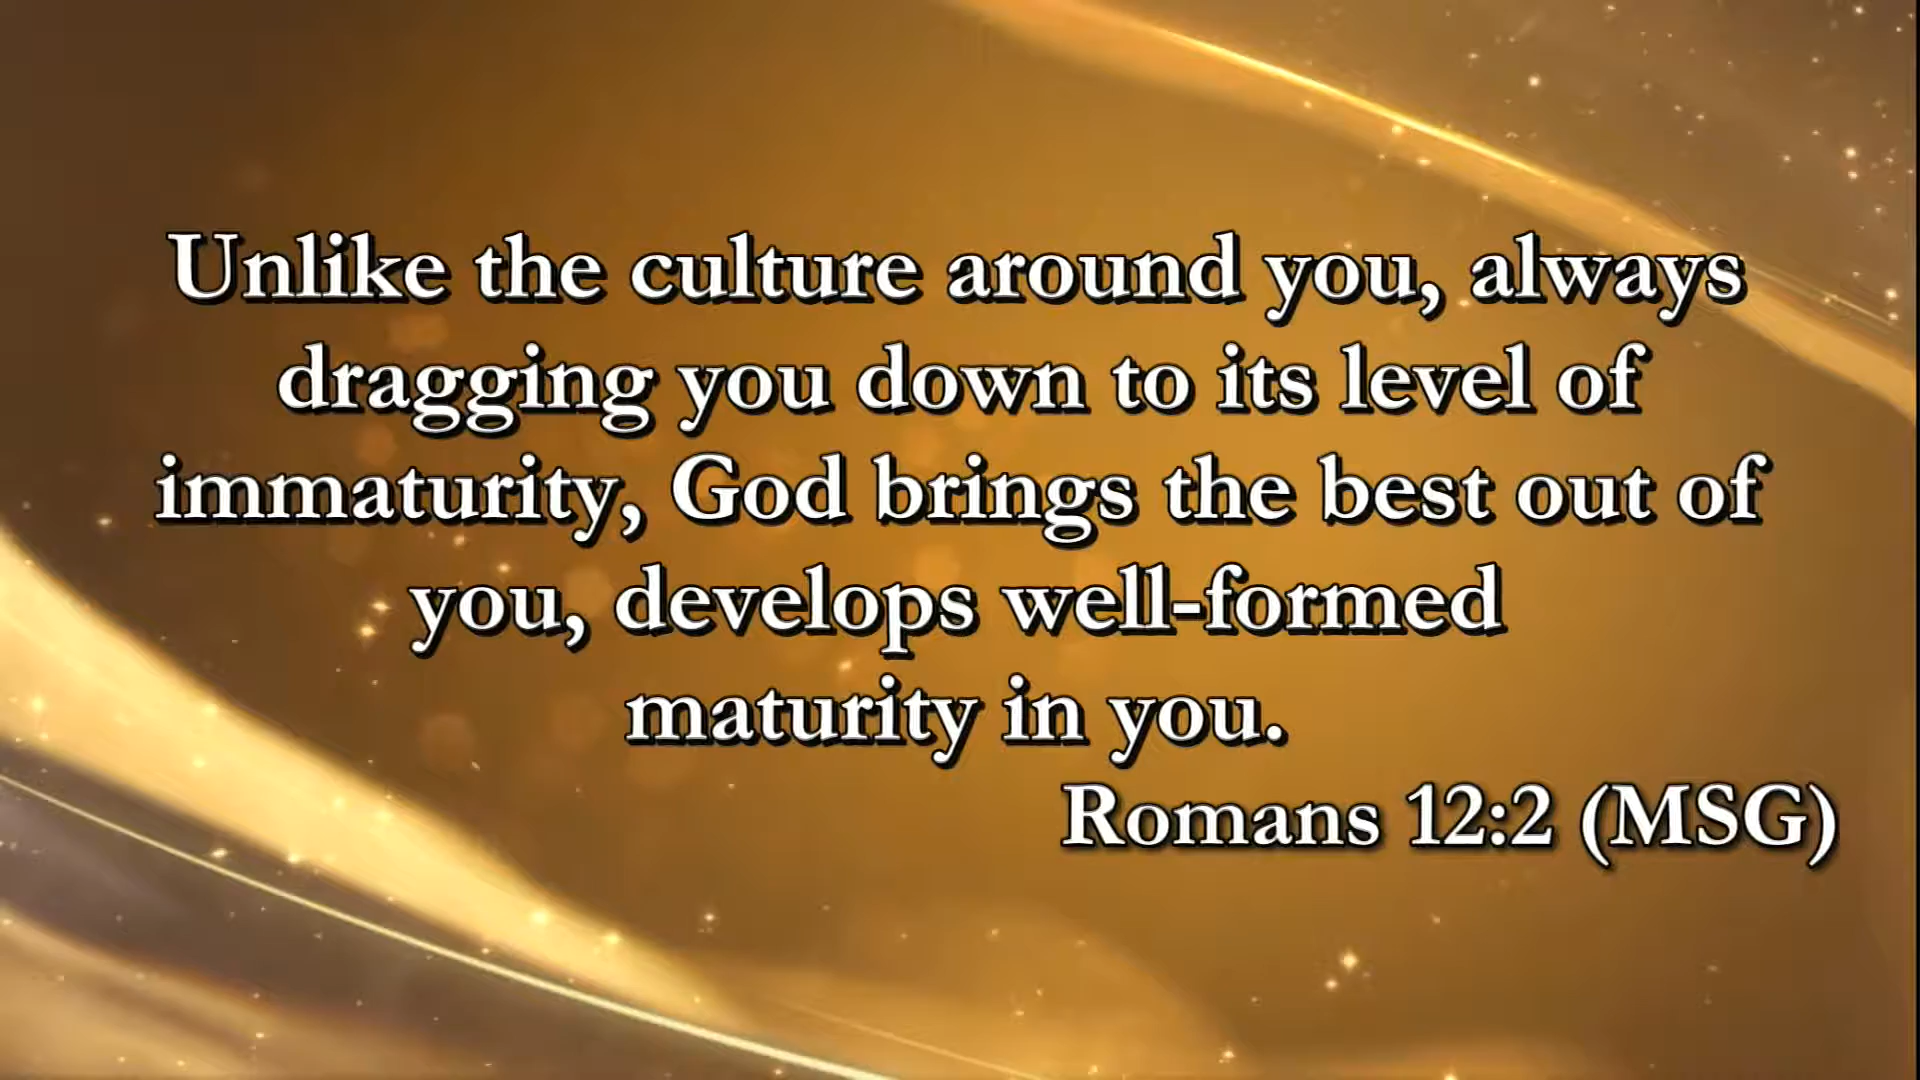 Unlike the culture around you, always
dragging you down to its level of
immaturity, God brings the best out of
you, develops well-formed
maturity in you.
Romans 12:2 (MSG)